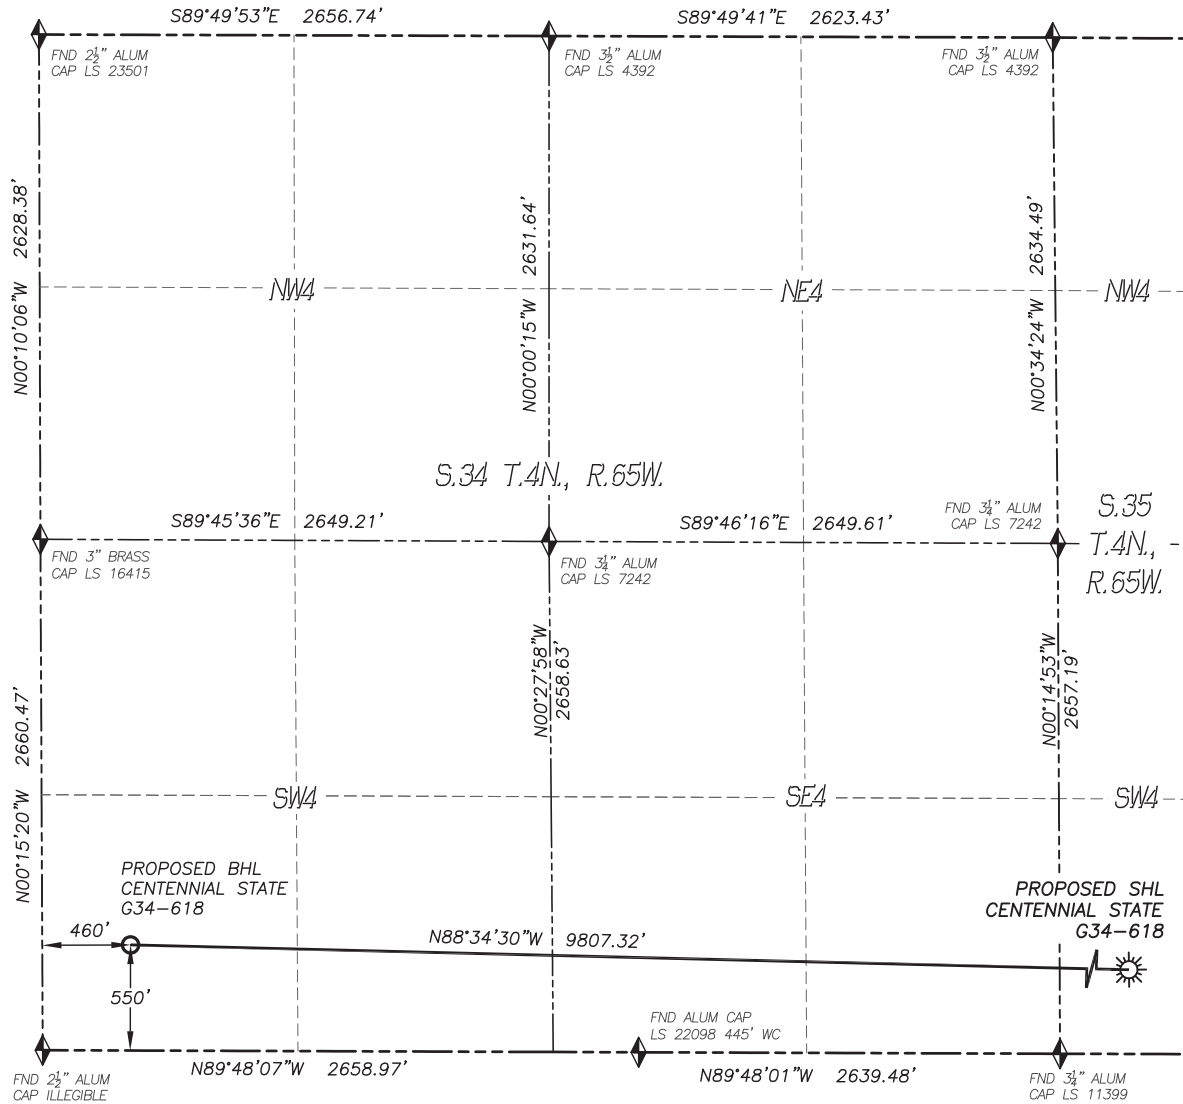 S89°49'53"E 2656.74'
S89°49'41" E 2623.43'
FND 2½" ALUM
CAP LS 23501
FND 3½" ALUM
CAP LS 4392
FND 3½" ALUM
CAP LS 4392
N00°10'06"W 2628.38'
N00°00'15"W 2631.64'
N00°34'24"W 2634.49'
NW4
NE4
NW4
S.34 T.4N., R.65W.
S89°45'36"E 2649.21'
S89°46'16"E 2649.61'
FND 3¼" ALUM
CAP LS 7242
S.35
T.4N.,
R.65W.
FND 3" BRASS
CAP LS 16415
FND 3¼" ALUM
CAP LS 7242
N00°15'20"W 2660.47'
N00°27'58"W
2658.63'
N00°14'53"W
2657.19'
SW4
SE4
SW4
PROPOSED BHL
CENTENNIAL STATE
G34-618
PROPOSED SHL
CENTENNIAL STATE
G34-618
460'
N88°34'30"W 9807.32'
550'
FND ALUM CAP
LS 22098 445' WC
N89°48'07"W 2658.97'
N89°48'01"W 2639.48'
FND 2½" ALUM
CAP ILLEGIBLE
FND 3¼" ALUM
CAP LS 11399